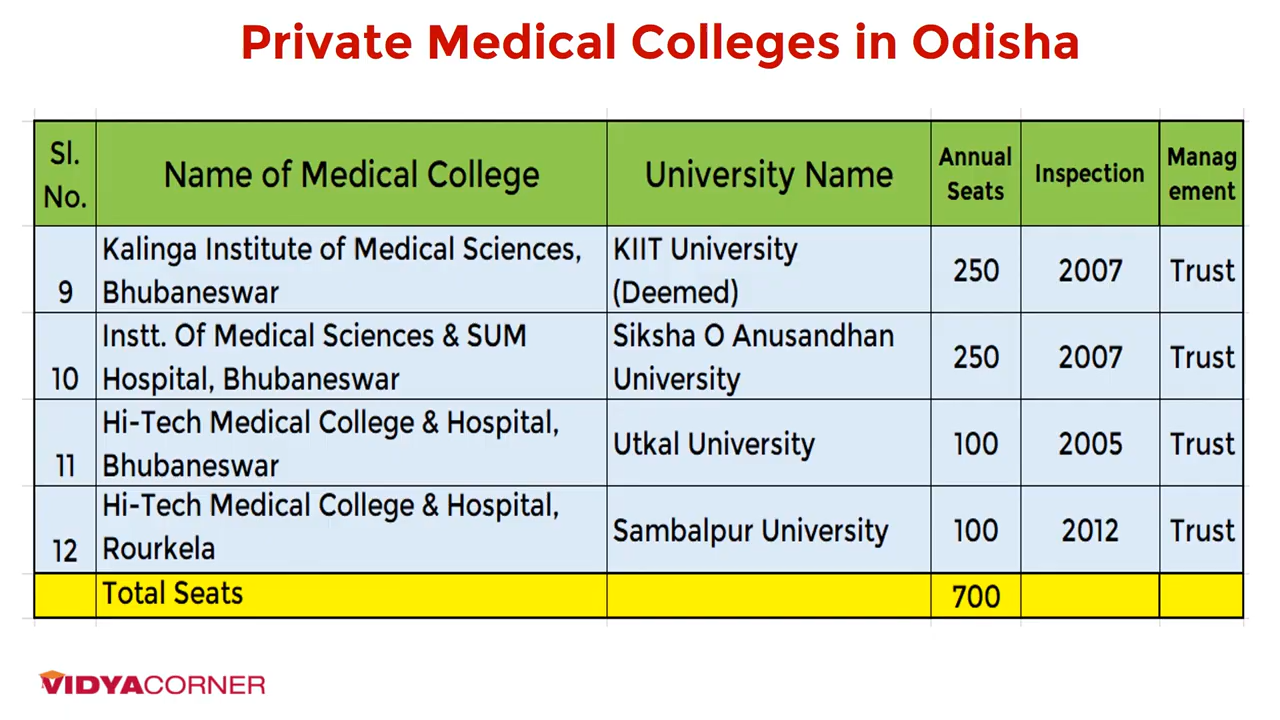 Private Medical Colleges in Odisha
Sl. No. Name of Medical College University Name Annual Seats Inspection Manag ement
9 Kalinga Institute of Medical Sciences, Bhubaneswar KIIT University (Deemed) 250 2007 Trust
10 Instt. Of Medical Sciences & SUM Hospital, Bhubaneswar Siksha O Anusandhan University 250 2007 Trust
11 Hi-Tech Medical College & Hospital, Bhubaneswar Utkal University 100 2005 Trust
12 Hi-Tech Medical College & Hospital, Rourkela Sambalpur University 100 2012 Trust
Total Seats 700
VIDYACORNER